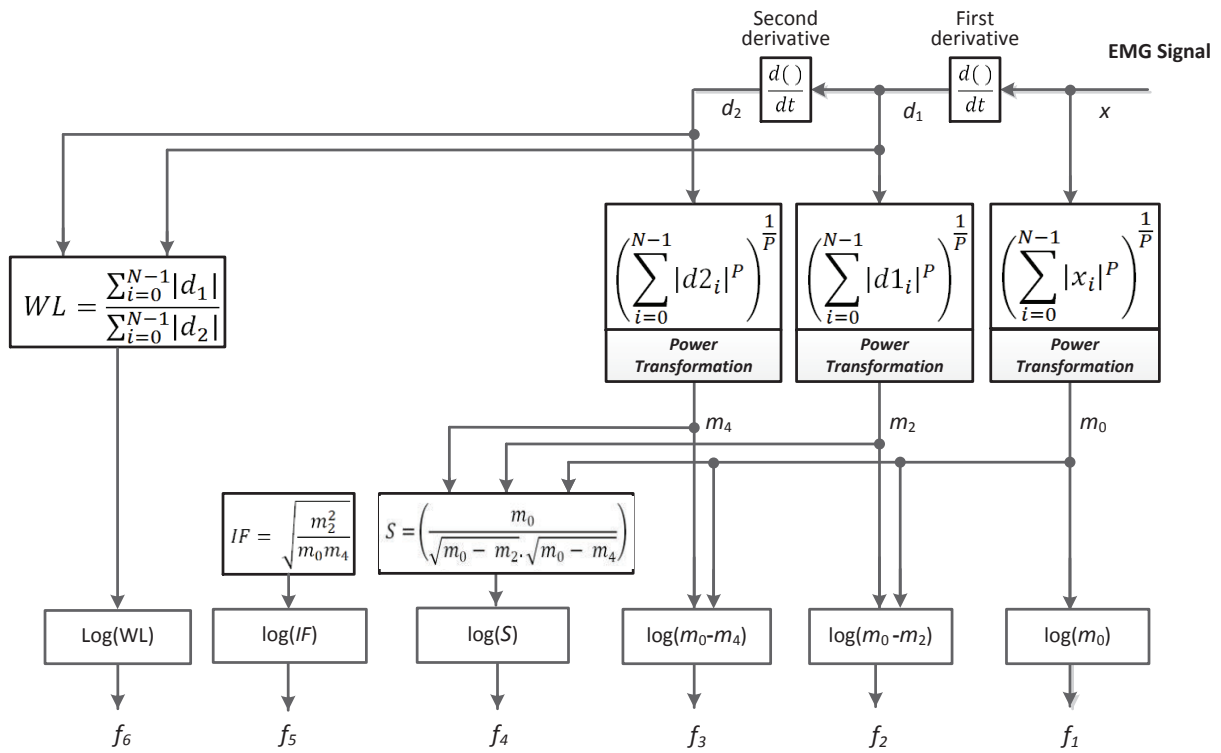 Second derivative
First derivative
EMG Signal
d( )/dt
d( )/dt
d₂
d₁
x
WL = ∑_{i=0}^{N−1}|d₁| / ∑_{i=0}^{N−1}|d₂|
(∑_{i=0}^{N−1} |d2ᵢ|^P)^{1/P}
(∑_{i=0}^{N−1} |d1ᵢ|^P)^{1/P}
(∑_{i=0}^{N−1} |xᵢ|^P)^{1/P}
Power Transformation
Power Transformation
Power Transformation
m₄
m₂
m₀
IF = √(m₂² / m₀m₄)
S = (m₀ / √(m₀ − m₂).√(m₀ − m₄))
Log(WL)
log(IF)
log(S)
log(m₀-m₄)
log(m₀-m₂)
log(m₀)
f₆
f₅
f₄
f₃
f₂
f₁